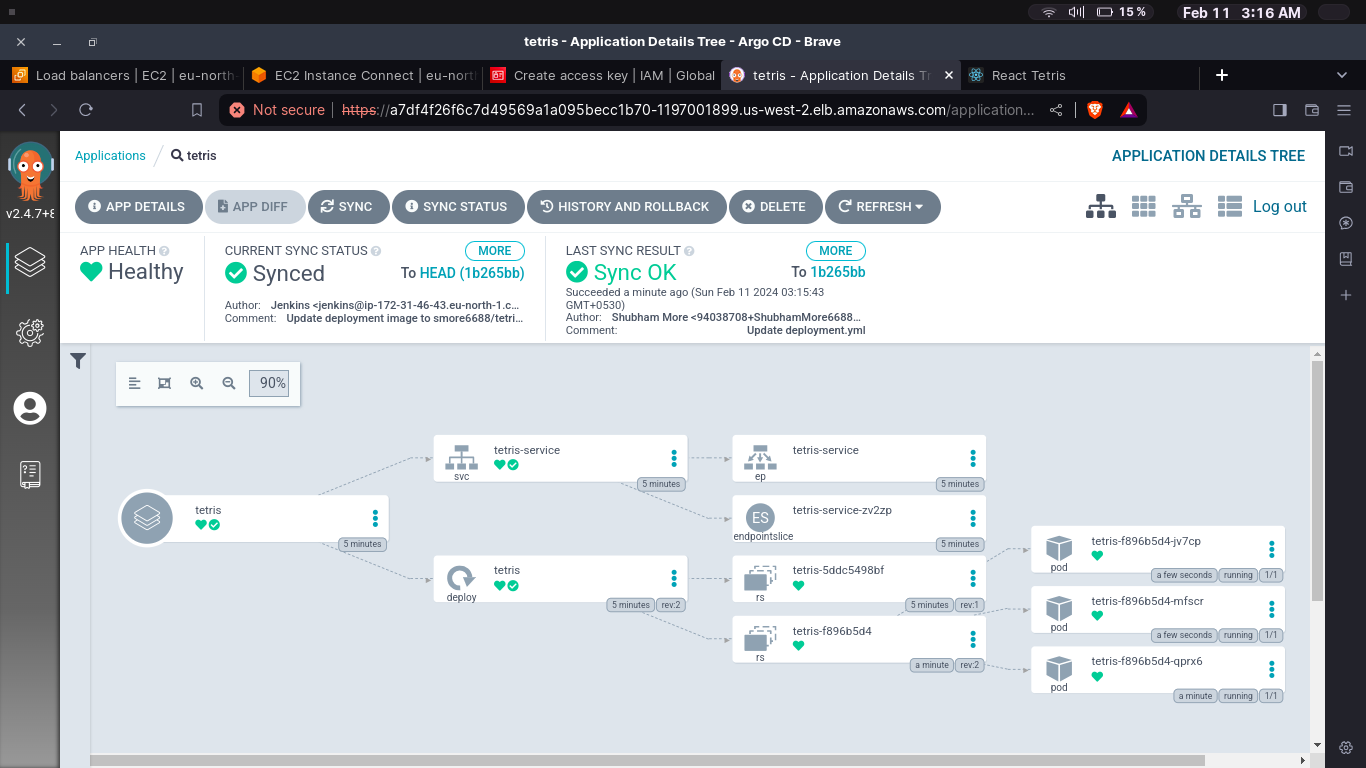 15 %
Feb 11 3:16 AM
tetris - Application Details Tree - Argo CD - Brave
Load balancers | EC2 | eu-north-
EC2 Instance Connect | eu-nort
Create access key | IAM | Global
tetris - Application Details Tr
React Tetris
Not secure
https://a7df4f26f6c7d49569a1a095becc1b70-1197001899.us-west-2.elb.amazonaws.com/application...
v2.4.7+8
Applications
tetris
APPLICATION DETAILS TREE
APP DETAILS
APP DIFF
SYNC
SYNC STATUS
HISTORY AND ROLLBACK
DELETE
REFRESH
Log out
APP HEALTH
Healthy
CURRENT SYNC STATUS
MORE
Synced
To HEAD (1b265bb)
Author: Jenkins <jenkins@ip-172-31-46-43.eu-north-1.c...
Comment: Update deployment image to smore6688/tetri...
LAST SYNC RESULT
MORE
Sync OK
To 1b265bb
Succeeded a minute ago (Sun Feb 11 2024 03:15:43
GMT+0530)
Author: Shubham More <94038708+ShubhamMore6688...
Comment: Update deployment.yml
90%
tetris
5 minutes
tetris-service
svc
5 minutes
tetris
deploy
5 minutes
rev:2
tetris-service
ep
5 minutes
ES
tetris-service-zv2zp
endpointslice
5 minutes
tetris-5ddc5498bf
rs
5 minutes
rev:1
tetris-f896b5d4
rs
a minute
rev:2
tetris-f896b5d4-jv7cp
pod
a few seconds
running
1/1
tetris-f896b5d4-mfscr
pod
a few seconds
running
1/1
tetris-f896b5d4-qprx6
pod
a minute
running
1/1